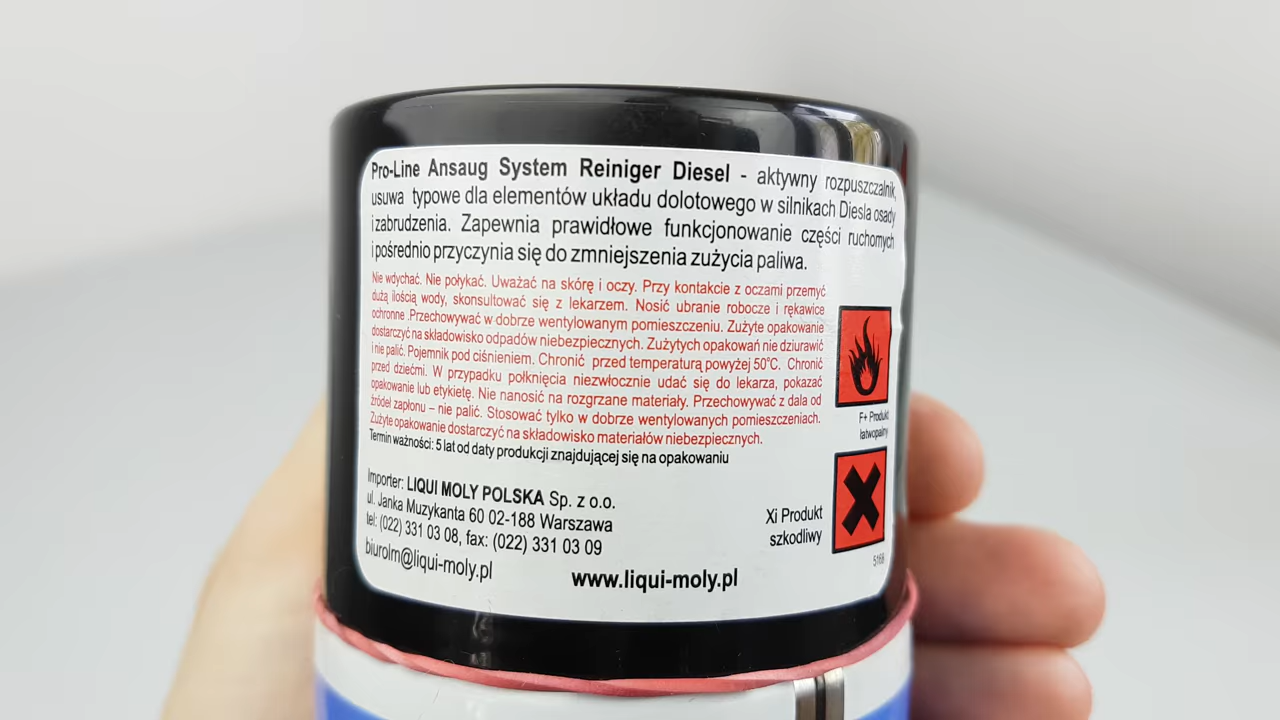 Pro-Line Ansaug System Reiniger Diesel - aktywny rozpuszczalnik,
usuwa typowe dla elementów układu dolotowego w silnikach Diesla osady
i zabrudzenia. Zapewnia prawidłowe funkcjonowanie części ruchomych
i pośrednio przyczynia się do zmniejszenia zużycia paliwa.
Nie wdychać. Nie połykać. Uważać na skórę i oczy. Przy kontakcie z oczami przemyć
dużą ilością wody, skonsultować się z lekarzem. Nosić ubranie robocze i rękawice
ochronne .Przechowywać w dobrze wentylowanym pomieszczeniu. Zużyte opakowanie
dostarczyć na składowisko odpadów niebezpiecznych. Zużytych opakowań nie dziurawić
i nie palić. Pojemnik pod ciśnieniem. Chronić przed temperaturą powyżej 50°C. Chronić
przed dziećmi. W przypadku połknięcia niezwłocznie udać się do lekarza, pokazać
opakowanie lub etykietę. Nie nanosić na rozgrzane materiały. Przechowywać z dala od
źródeł zapłonu – nie palić. Stosować tylko w dobrze wentylowanych pomieszczeniach.
Zużyte opakowanie dostarczyć na składowisko materiałów niebezpiecznych.
Termin ważności: 5 lat od daty produkcji znajdującej się na opakowaniu
F+ Produkt
łatwopalny
Importer: LIQUI MOLY POLSKA Sp. z o.o.
ul. Janka Muzykanta 60 02-188 Warszawa
tel: (022) 331 03 08, fax: (022) 331 03 09
biurolm@liqui-moly.pl
www.liqui-moly.pl
Xi Produkt
szkodliwy